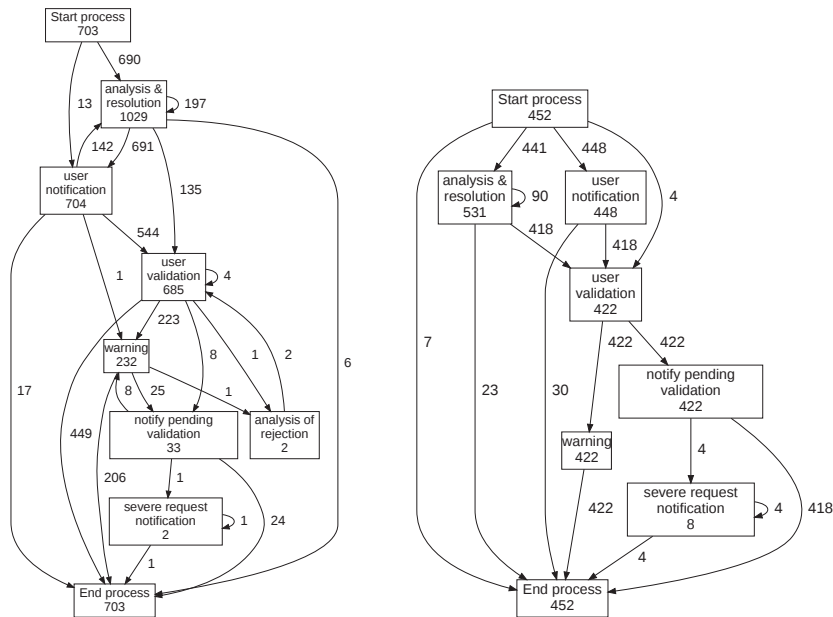 Start process
703
690
13
analysis &
resolution
1029
197
142
691
user
notification
704
135
544
1
user
validation
685
4
223
8
1
2
warning
232
8
25
1
17
6
449
206
notify pending
validation
33
analysis of
rejection
2
1
24
severe request
notification
2
1
1
End process
703
Start process
452
441
448
4
analysis &
resolution
531
90
user
notification
448
418
418
user
validation
422
7
23
30
422
422
notify pending
validation
422
warning
422
4
418
severe request
notification
8
4
422
4
End process
452